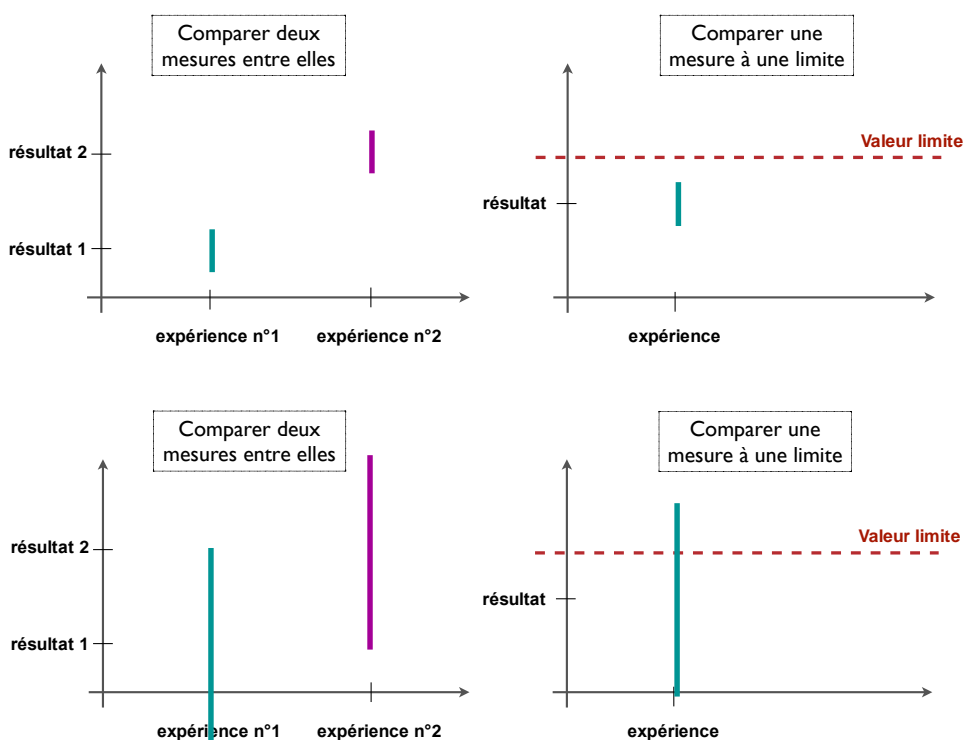 Comparer deux
mesures entre elles
résultat 2
résultat 1
expérience n°1
expérience n°2
Comparer une
mesure à une limite
Valeur limite
résultat
expérience
Comparer deux
mesures entre elles
résultat 2
résultat 1
expérience n°1
expérience n°2
Comparer une
mesure à une limite
Valeur limite
résultat
expérience